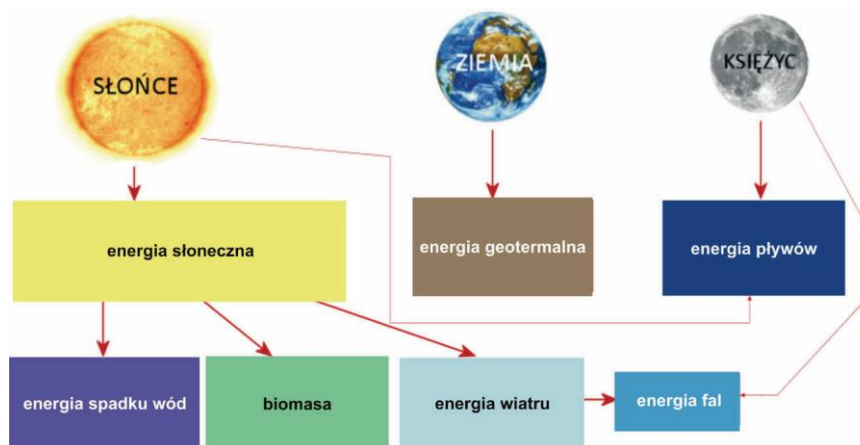 SŁOŃCE
ZIEMIA
KSIĘŻYC
energia słoneczna
energia geotermalna
energia pływów
energia spadku wód
biomasa
energia wiatru
energia fal